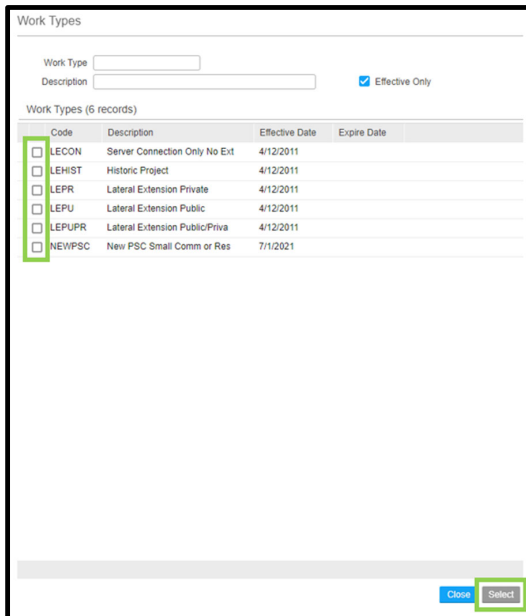 Work Types
Work Type
Description Effective Only
Work Types (6 records)
Code Description Effective Date Expire Date
LECON Server Connection Only No Ext 4/12/2011
LEHIST Historic Project 4/12/2011
LEPR Lateral Extension Private 4/12/2011
LEPU Lateral Extension Public 4/12/2011
LEPUPR Lateral Extension Public/Priva 4/12/2011
NEWPSC New PSC Small Comm or Res 7/1/2021
Close Select